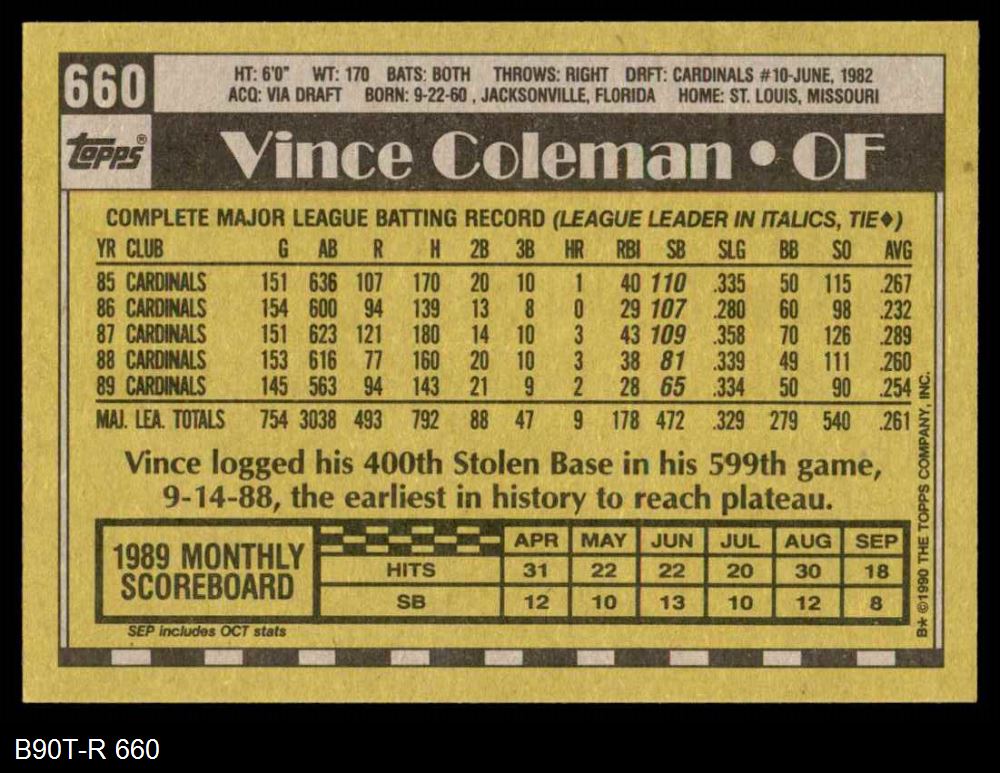 660
HT: 6'0" WT: 170 BATS: BOTH THROWS: RIGHT DRFT: CARDINALS #10-JUNE, 1982
ACQ: VIA DRAFT BORN: 9-22-60 , JACKSONVILLE, FLORIDA HOME: ST. LOUIS, MISSOURI
topps®
Vince Coleman • OF
COMPLETE MAJOR LEAGUE BATTING RECORD (LEAGUE LEADER IN ITALICS, TIE♦)
YR CLUB G AB R H 2B 3B HR RBI SB SLG BB SO AVG
85 CARDINALS 151 636 107 170 20 10 1 40 110 .335 50 115 .267
86 CARDINALS 154 600 94 139 13 8 0 29 107 .280 60 98 .232
87 CARDINALS 151 623 121 180 14 10 3 43 109 .358 70 126 .289
88 CARDINALS 153 616 77 160 20 10 3 38 81 .339 49 111 .260
89 CARDINALS 145 563 94 143 21 9 2 28 65 .334 50 90 .254
MAJ. LEA. TOTALS 754 3038 493 792 88 47 9 178 472 .329 279 540 .261
Vince logged his 400th Stolen Base in his 599th game,
9-14-88, the earliest in history to reach plateau.
1989 MONTHLY
SCOREBOARD
APR MAY JUN JUL AUG SEP
HITS 31 22 22 20 30 18
SB 12 10 13 10 12 8
SEP includes OCT stats
B* ©1990 THE TOPPS COMPANY, INC.
B90T-R 660